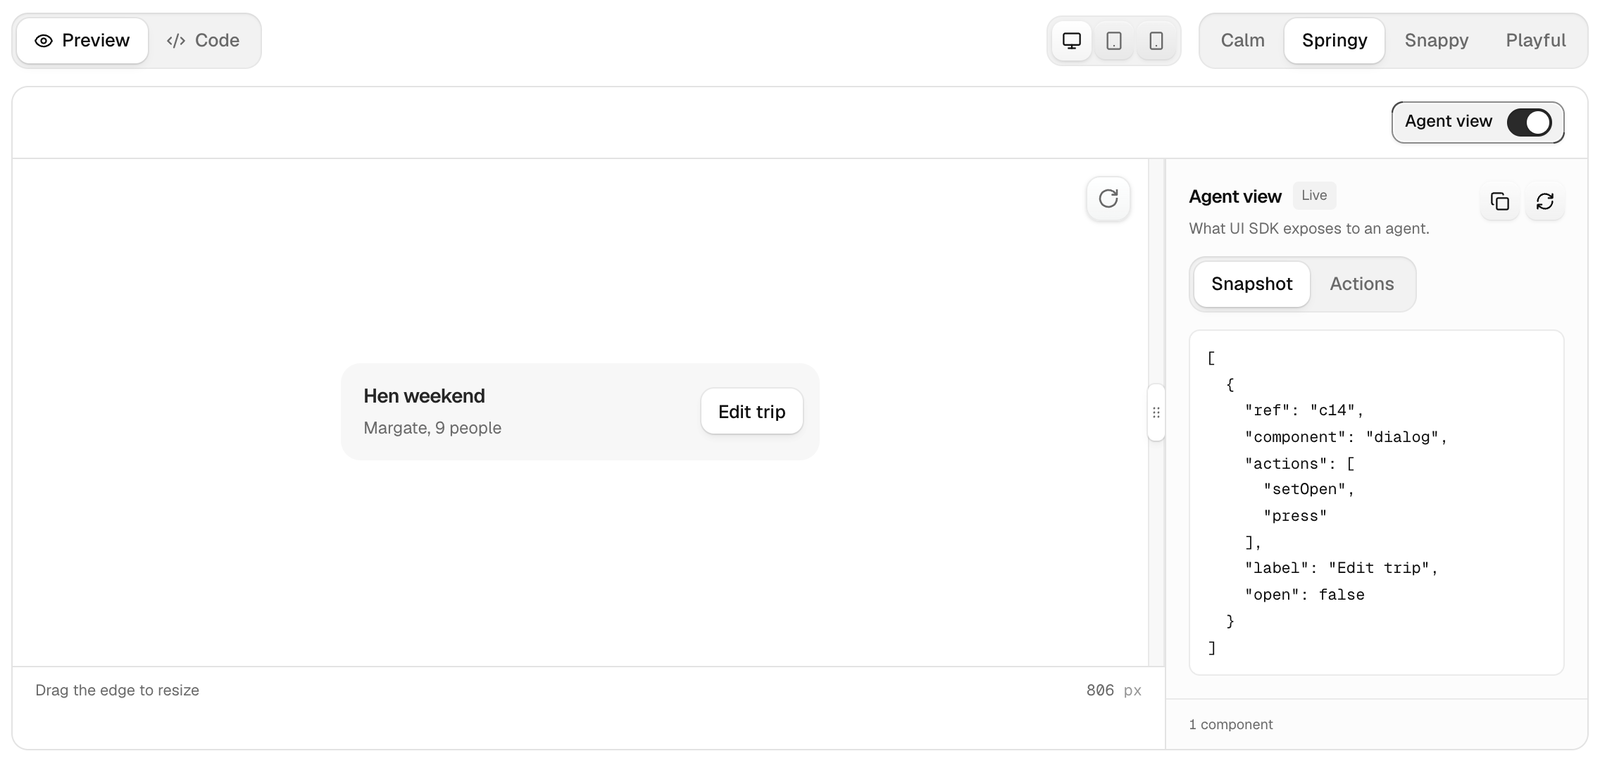 Preview
</> Code
Calm
Springy
Snappy
Playful
Agent view
Agent view
Live
What UI SDK exposes to an agent.
Snapshot
Actions
Hen weekend
Margate, 9 people
Edit trip
[
  {
    "ref": "c14",
    "component": "dialog",
    "actions": [
      "setOpen",
      "press"
    ],
    "label": "Edit trip",
    "open": false
  }
]
Drag the edge to resize
806 px
1 component